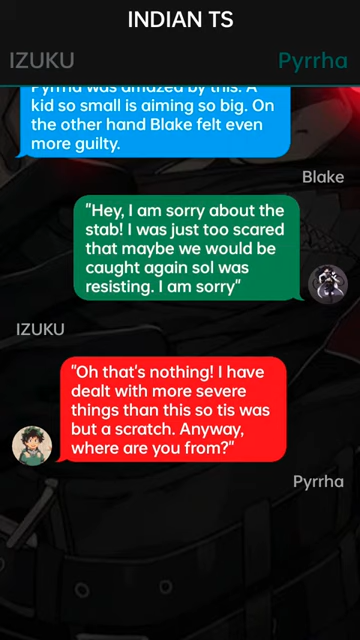 INDIAN TS
IZUKU
Pyrrha
Pyrrha was amazed by this. A
kid so small is aiming so big. On
the other hand Blake felt even
more guilty.
Blake
"Hey, I am sorry about the
stab! I was just too scared
that maybe we would be
caught again soI was
resisting. I am sorry"
IZUKU
"Oh that's nothing! I have
dealt with more severe
things than this so tis was
but a scratch. Anyway,
where are you from?"
Pyrrha